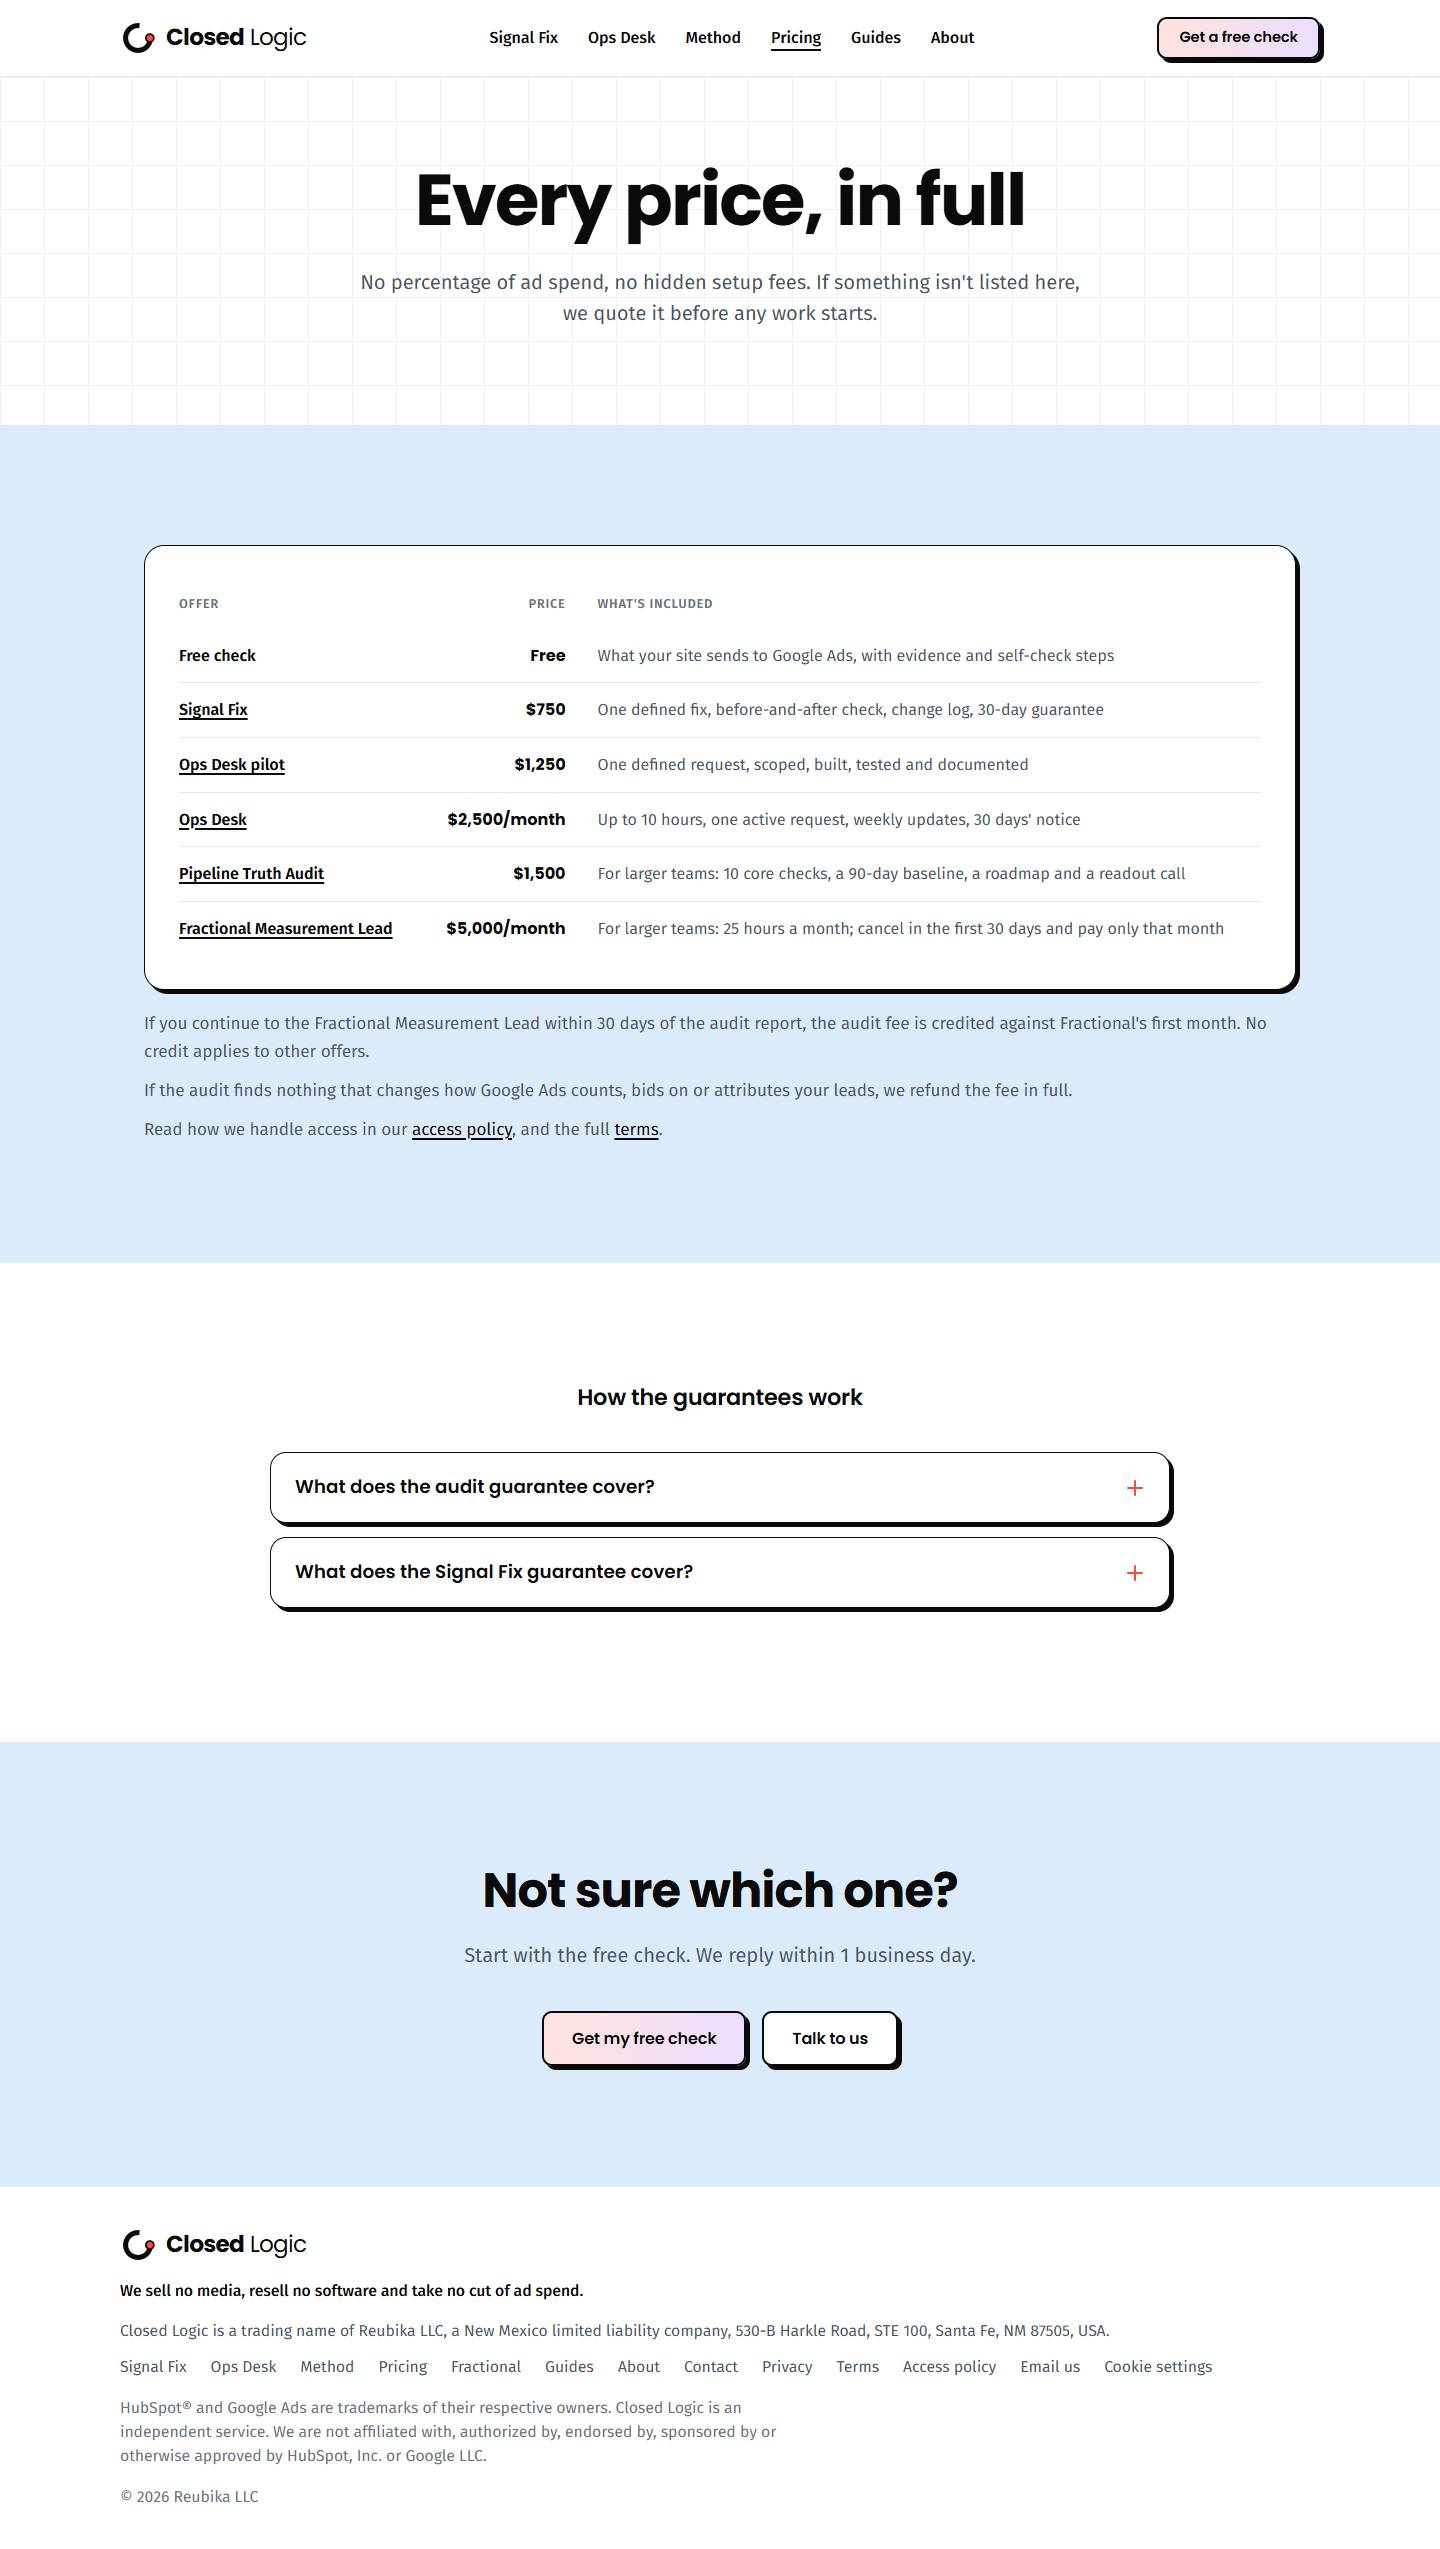 Closed Logic
Signal Fix
Ops Desk
Method
Pricing
Guides
About
Get a free check
Every price, in full
No percentage of ad spend, no hidden setup fees. If something isn't listed here,
we quote it before any work starts.
OFFER PRICE WHAT'S INCLUDED
Free check Free What your site sends to Google Ads, with evidence and self-check steps
Signal Fix $750 One defined fix, before-and-after check, change log, 30-day guarantee
Ops Desk pilot $1,250 One defined request, scoped, built, tested and documented
Ops Desk $2,500/month Up to 10 hours, one active request, weekly updates, 30 days' notice
Pipeline Truth Audit $1,500 For larger teams: 10 core checks, a 90-day baseline, a roadmap and a readout call
Fractional Measurement Lead $5,000/month For larger teams: 25 hours a month; cancel in the first 30 days and pay only that month
If you continue to the Fractional Measurement Lead within 30 days of the audit report, the audit fee is credited against Fractional's first month. No
credit applies to other offers.
If the audit finds nothing that changes how Google Ads counts, bids on or attributes your leads, we refund the fee in full.
Read how we handle access in our access policy, and the full terms.
How the guarantees work
What does the audit guarantee cover?
What does the Signal Fix guarantee cover?
Not sure which one?
Start with the free check. We reply within 1 business day.
Get my free check
Talk to us
Closed Logic
We sell no media, resell no software and take no cut of ad spend.
Closed Logic is a trading name of Reubika LLC, a New Mexico limited liability company, 530-B Harkle Road, STE 100, Santa Fe, NM 87505, USA.
Signal Fix Ops Desk Method Pricing Fractional Guides About Contact Privacy Terms Access policy Email us Cookie settings
HubSpot® and Google Ads are trademarks of their respective owners. Closed Logic is an
independent service. We are not affiliated with, authorized by, endorsed by, sponsored by or
otherwise approved by HubSpot, Inc. or Google LLC.
© 2026 Reubika LLC